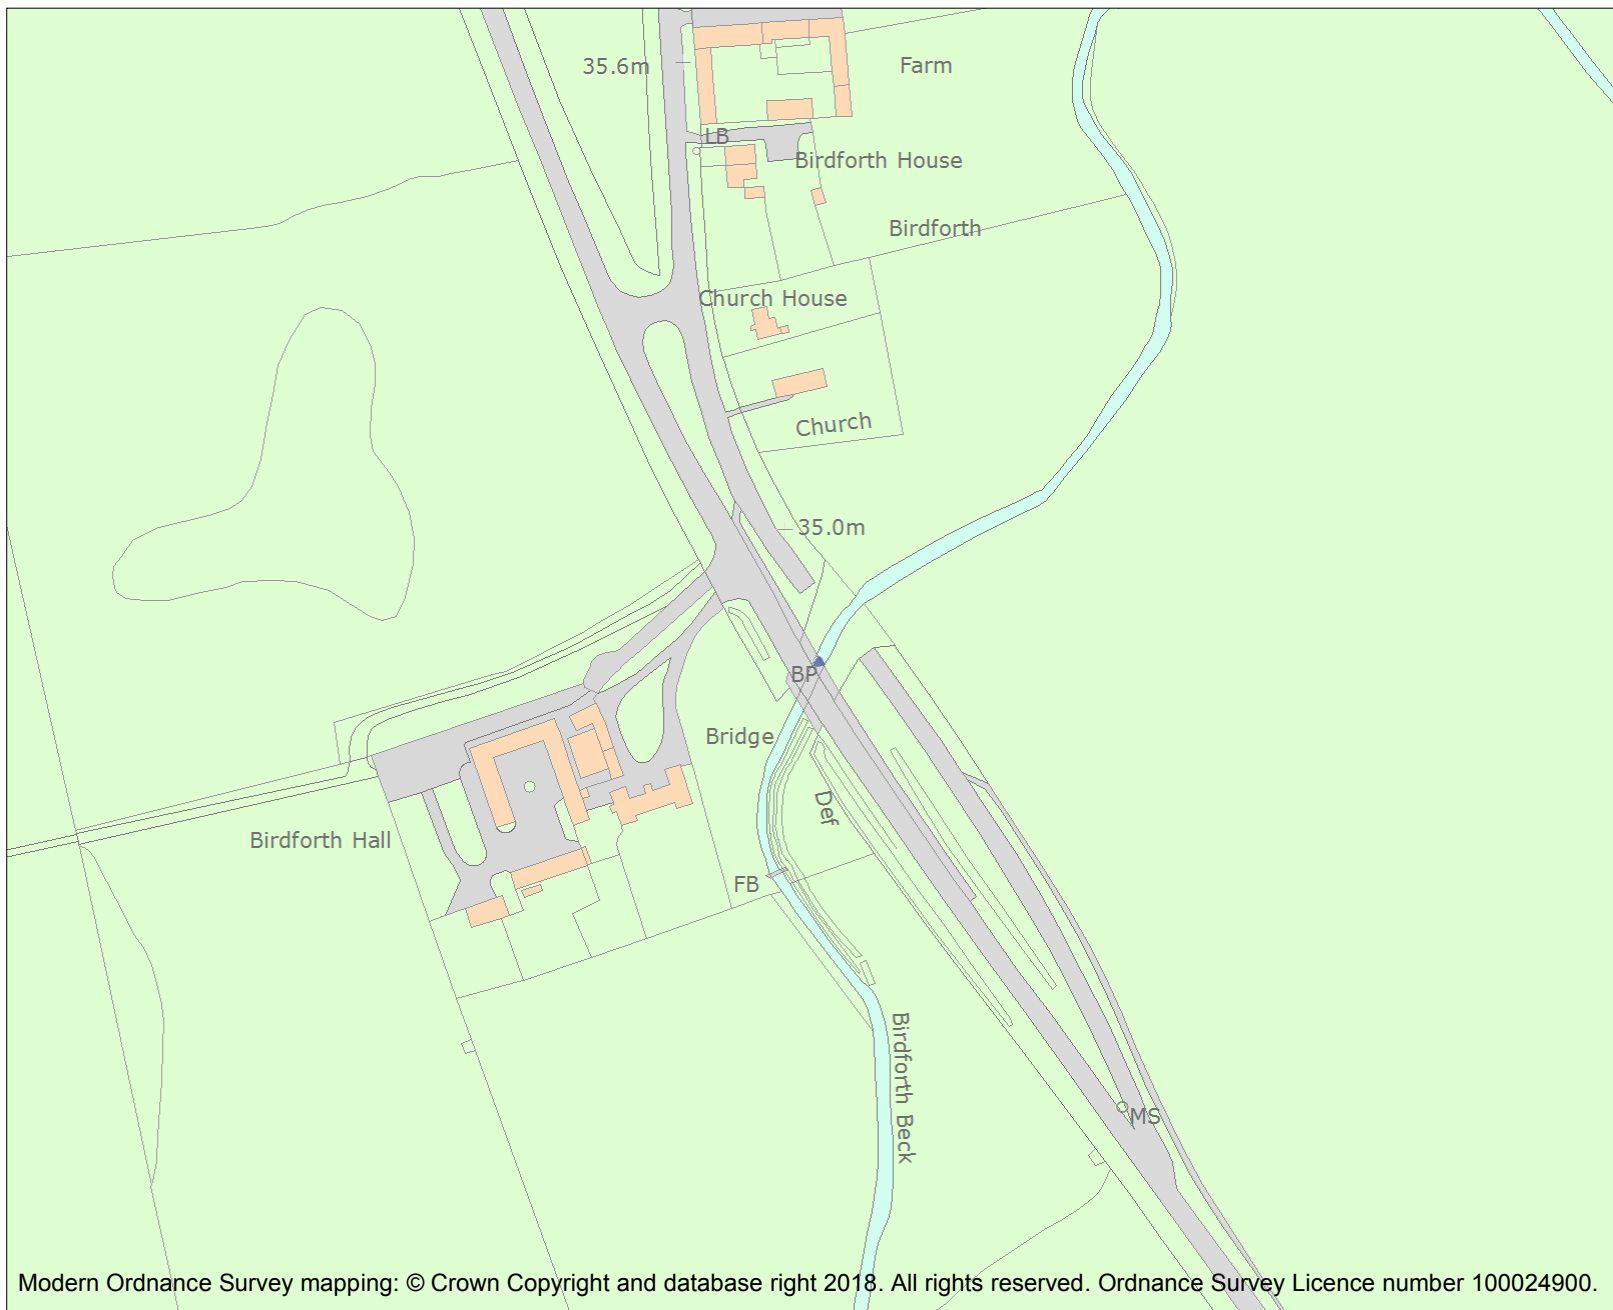 35.6m
Farm
LB
Birdforth House
Birdforth
Church House
Church
35.0m
BP
Bridge
Def
Birdforth Hall
FB
Birdforth Beck
MS
Modern Ordnance Survey mapping: © Crown Copyright and database right 2018. All rights reserved. Ordnance Survey Licence number 100024900.